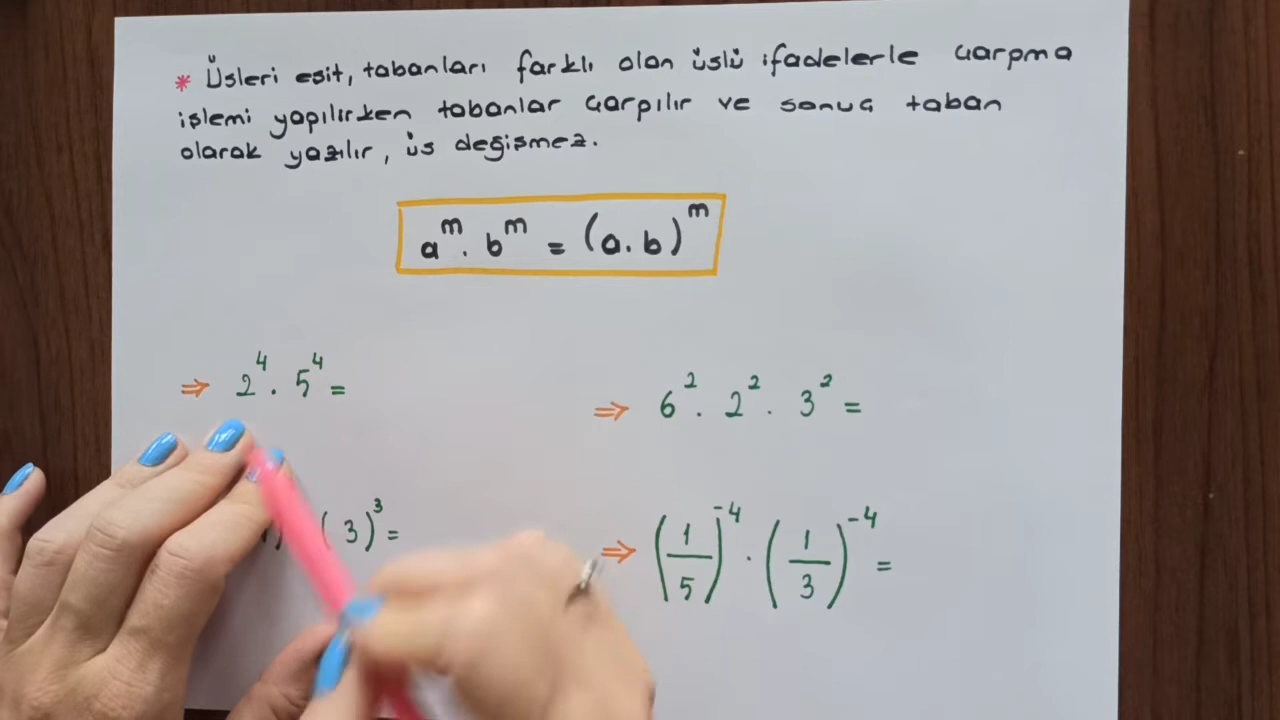 * Üsleri eşit, tabanları farklı olan üslü ifadelerle çarpma
işlemi yapılırken tabanlar çarpılır ve sonuç taban
olarak yazılır, üs değişmez.
a^m . b^m = (a.b)^m
⇒ 2^4 . 5^4 =
⇒ 6^2 . 2^2 . 3^2 =
( 3)^3 =
⇒ (1/5)^-4 . (1/3)^-4 =